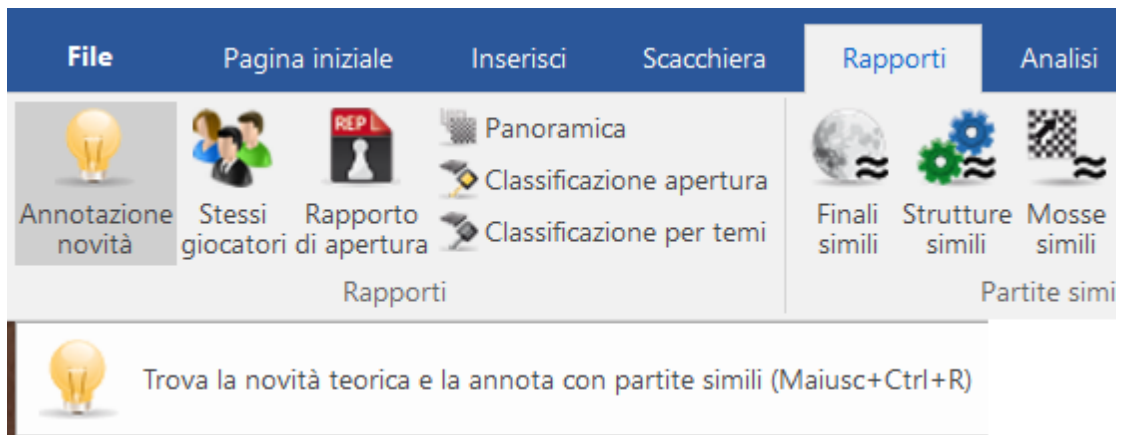 File Pagina iniziale Inserisci Scacchiera Rapporti Analisi
REP
Panoramica
Classificazione apertura
Classificazione per temi
Annotazione novità
Stessi giocatori
Rapporto di apertura
Finali simili
Strutture simili
Mosse simili
Rapporti
Partite simi
Trova la novità teorica e la annota con partite simili (Maiusc+Ctrl+R)